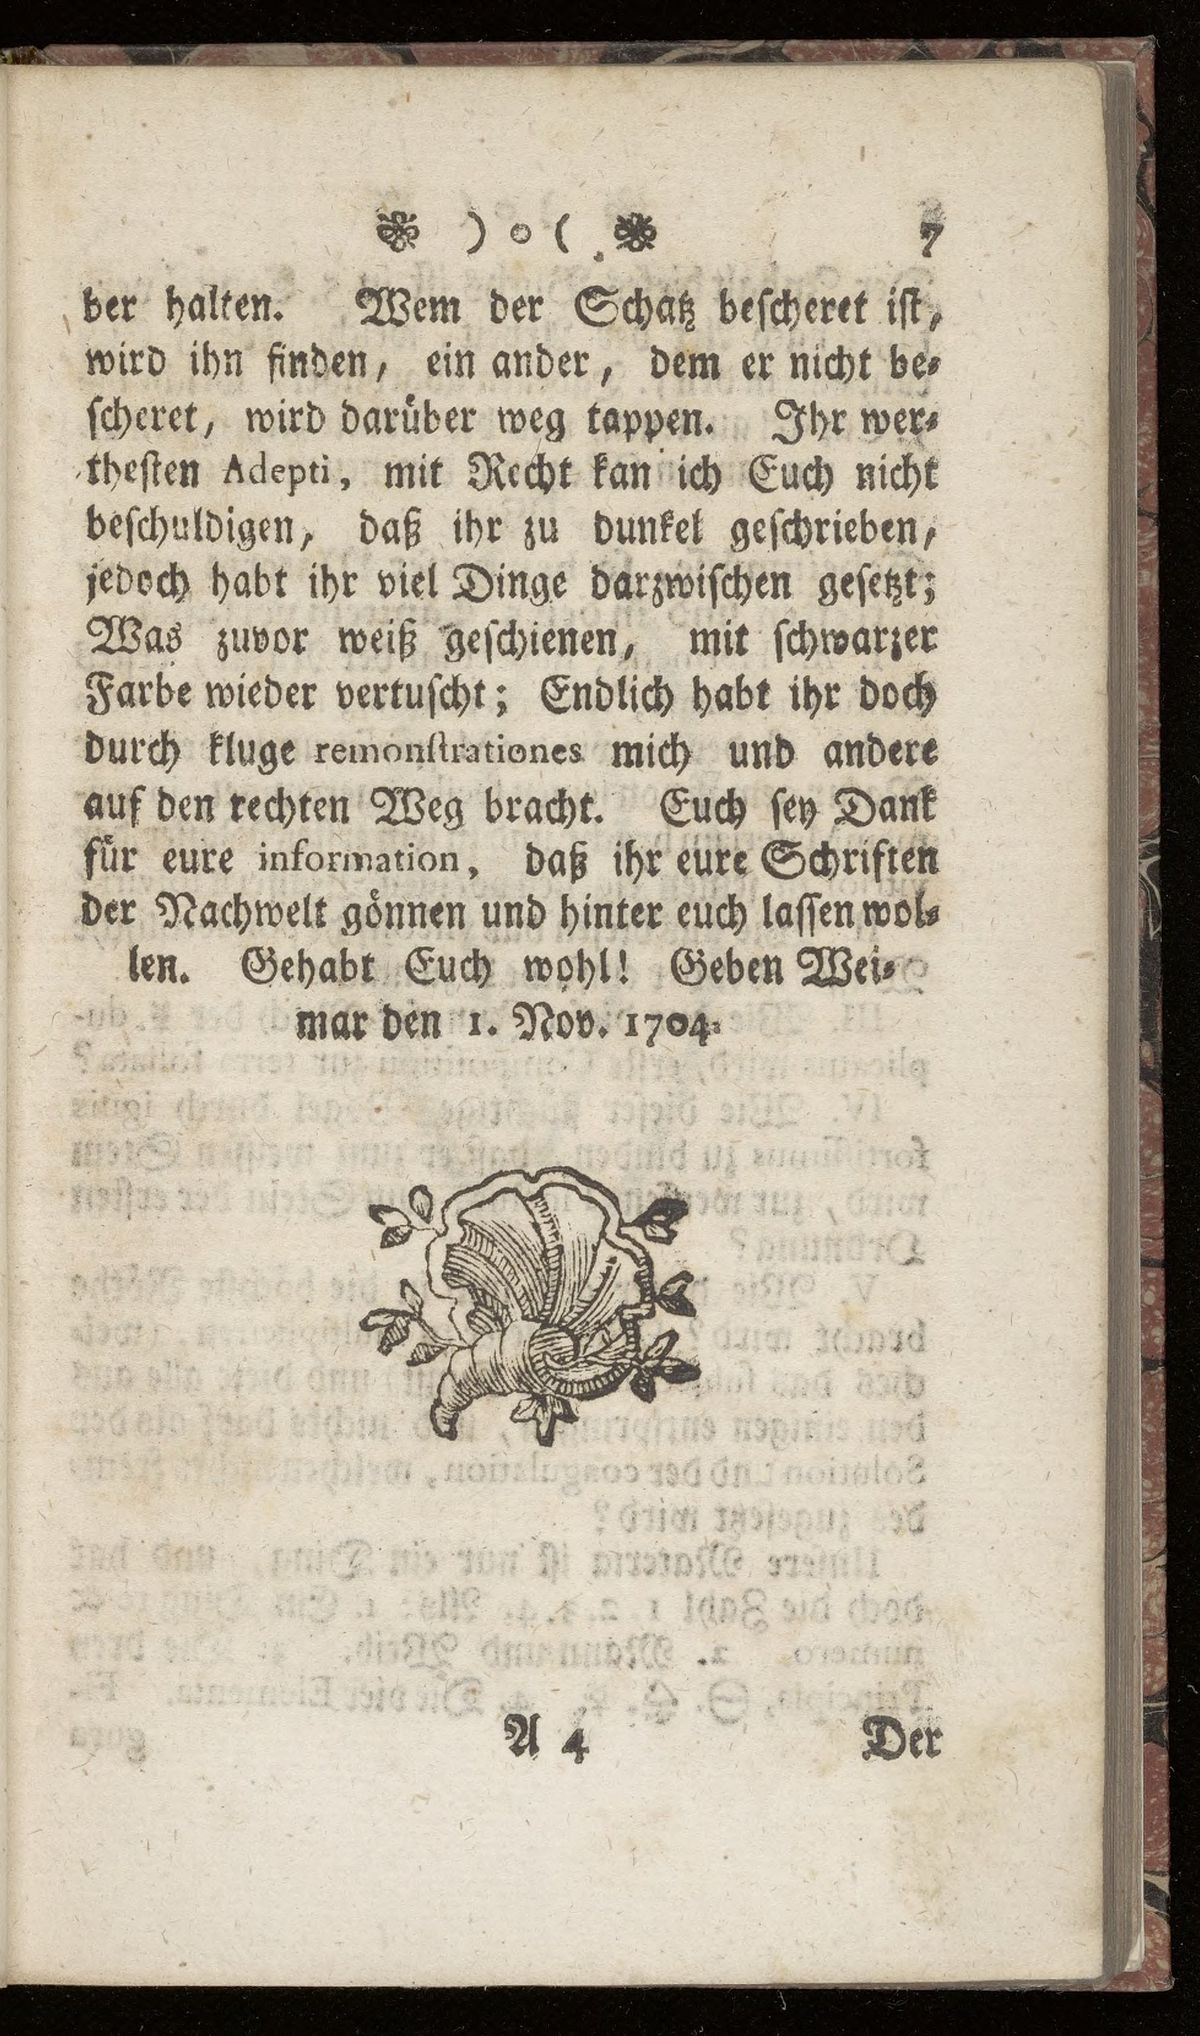 ❀ ) o ( ❀ 7
ber halten. Wem der Schatz bescheret ist,
wird ihn finden, ein ander, dem er nicht be-
scheret, wird darüber weg tappen. Ihr wer-
thesten Adepti, mit Recht kan ich Euch nicht
beschuldigen, daß ihr zu dunkel geschrieben,
jedoch habt ihr viel Dinge darzwischen gesetzt;
Was zuvor weiß geschienen, mit schwarzer
Farbe wieder vertuscht; Endlich habt ihr doch
durch kluge remonstrationes mich und andere
auf den rechten Weg bracht. Euch sey Dank
für eure information, daß ihr eure Schriften
der Nachwelt gönnen und hinter euch lassen wol-
len. Gehabt Euch wohl! Geben Wei-
mar den 1. Nov. 1704.
A 4 Der